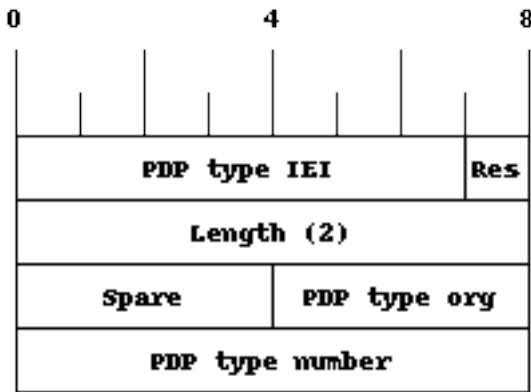 0 4 8
PDP type IEI Res
Length (2)
Spare PDP type org
PDP type number